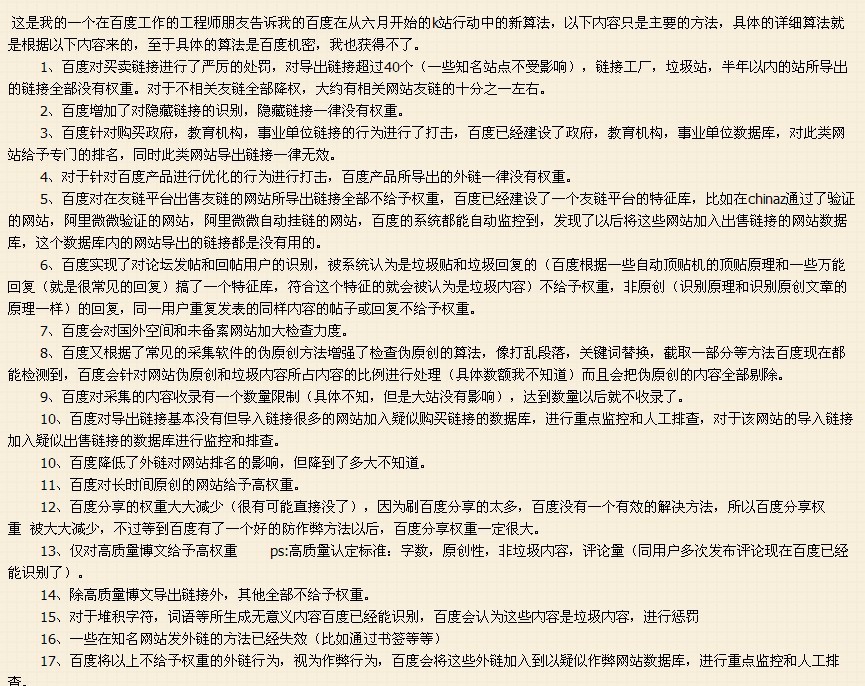 这是我的一个在百度工作的工程师朋友告诉我的百度在从六月开始的k站行动中的新算法，以下内容只是主要的方法，具体的详细算法就
是根据以下内容来的，至于具体的算法是百度机密，我也获得不了。
1、百度对买卖链接进行了严厉的处罚，对导出链接超过40个（一些知名站点不受影响），链接工厂，垃圾站，半年以内的站所导出
的链接全部没有权重。对于不相关友链全部降权，大约有相关网站友链的十分之一左右。
2、百度增加了对隐藏链接的识别，隐藏链接一律没有权重。
3、百度针对购买政府，教育机构，事业单位链接的行为进行了打击，百度已经建设了政府，教育机构，事业单位数据库，对此类网
站给予专门的排名，同时此类网站导出链接一律无效。
4、对于针对百度产品进行优化的行为进行打击，百度产品所导出的外链一律没有权重。
5、百度对在友链平台出售友链的网站所导出链接全部不给予权重，百度已经建设了一个友链平台的特征库，比如在chinaz通过了验证
的网站，阿里微微验证的网站，阿里微微自动挂链的网站，百度的系统都能自动监控到，发现了以后将这些网站加入出售链接的网站数据
库，这个数据库内的网站导出的链接都是没有用的。
6、百度实现了对论坛发帖和回帖用户的识别，被系统认为是垃圾贴和垃圾回复的（百度根据一些自动顶贴机的顶贴原理和一些万能
回复（就是很常见的回复）搞了一个特征库，符合这个特征的就会被认为是垃圾内容）不给予权重，非原创（识别原理和识别原创文章的
原理一样）的回复，同一用户重复发表的同样内容的帖子或回复不给予权重。
7、百度会对国外空间和未备案网站加大检查力度。
8、百度又根据了常见的采集软件的伪原创方法增强了检查伪原创的算法，像打乱段落，关键词替换，截取一部分等方法百度现在都
能检测到，百度会针对网站伪原创和垃圾内容所占内容的比例进行处理（具体数额我不知道）而且会把伪原创的内容全部剔除。
9、百度对采集的内容收录有一个数量限制（具体不知，但是大站没有影响），达到数量以后就不收录了。
10、百度对导出链接基本没有但导入链接很多的网站加入疑似购买链接的数据库，进行重点监控和人工排查，对于该网站的导入链接
加入疑似出售链接的数据库进行监控和排查。
10、百度降低了外链对网站排名的影响，但降到了多大不知道。
11、百度对长时间原创的网站给予高权重。
12、百度分享的权重大大减少（很有可能直接没了），因为刷百度分享的太多，百度没有一个有效的解决方法，所以百度分享权
重 被大大减少，不过等到百度有了一个好的防作弊方法以后，百度分享权重一定很大。
13、仅对高质量博文给予高权重 ps:高质量认定标准：字数，原创性，非垃圾内容，评论量（同用户多次发布评论现在百度已经
能识别了）。
14、除高质量博文导出链接外，其他全部不给予权重。
15、对于堆积字符，词语等所生成无意义内容百度已经能识别，百度会认为这些内容是垃圾内容，进行惩罚
16、一些在知名网站发外链的方法已经失效（比如通过书签等等）
17、百度将以上不给予权重的外链行为，视为作弊行为，百度会将这些外链加入到以疑似作弊网站数据库，进行重点监控和人工排
查。